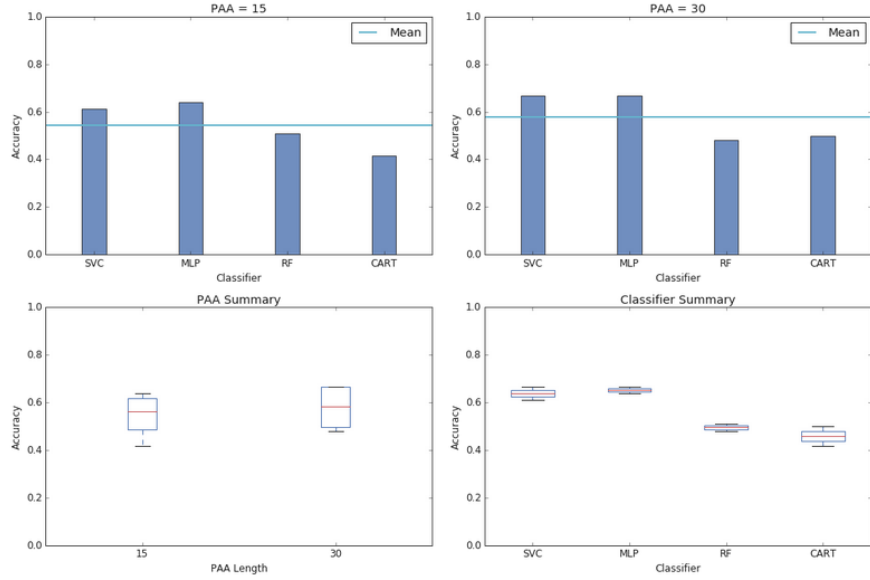 PAA = 15
1.0
0.8
0.6
0.4
0.2
0.0
Accuracy
Mean
SVC MLP RF CART
Classifier
PAA = 30
1.0
0.8
0.6
0.4
0.2
0.0
Accuracy
Mean
SVC MLP RF CART
Classifier
PAA Summary
1.0
0.8
0.6
0.4
0.2
0.0
Accuracy
15 30
PAA Length
Classifier Summary
1.0
0.8
0.6
0.4
0.2
0.0
Accuracy
SVC MLP RF CART
Classifier